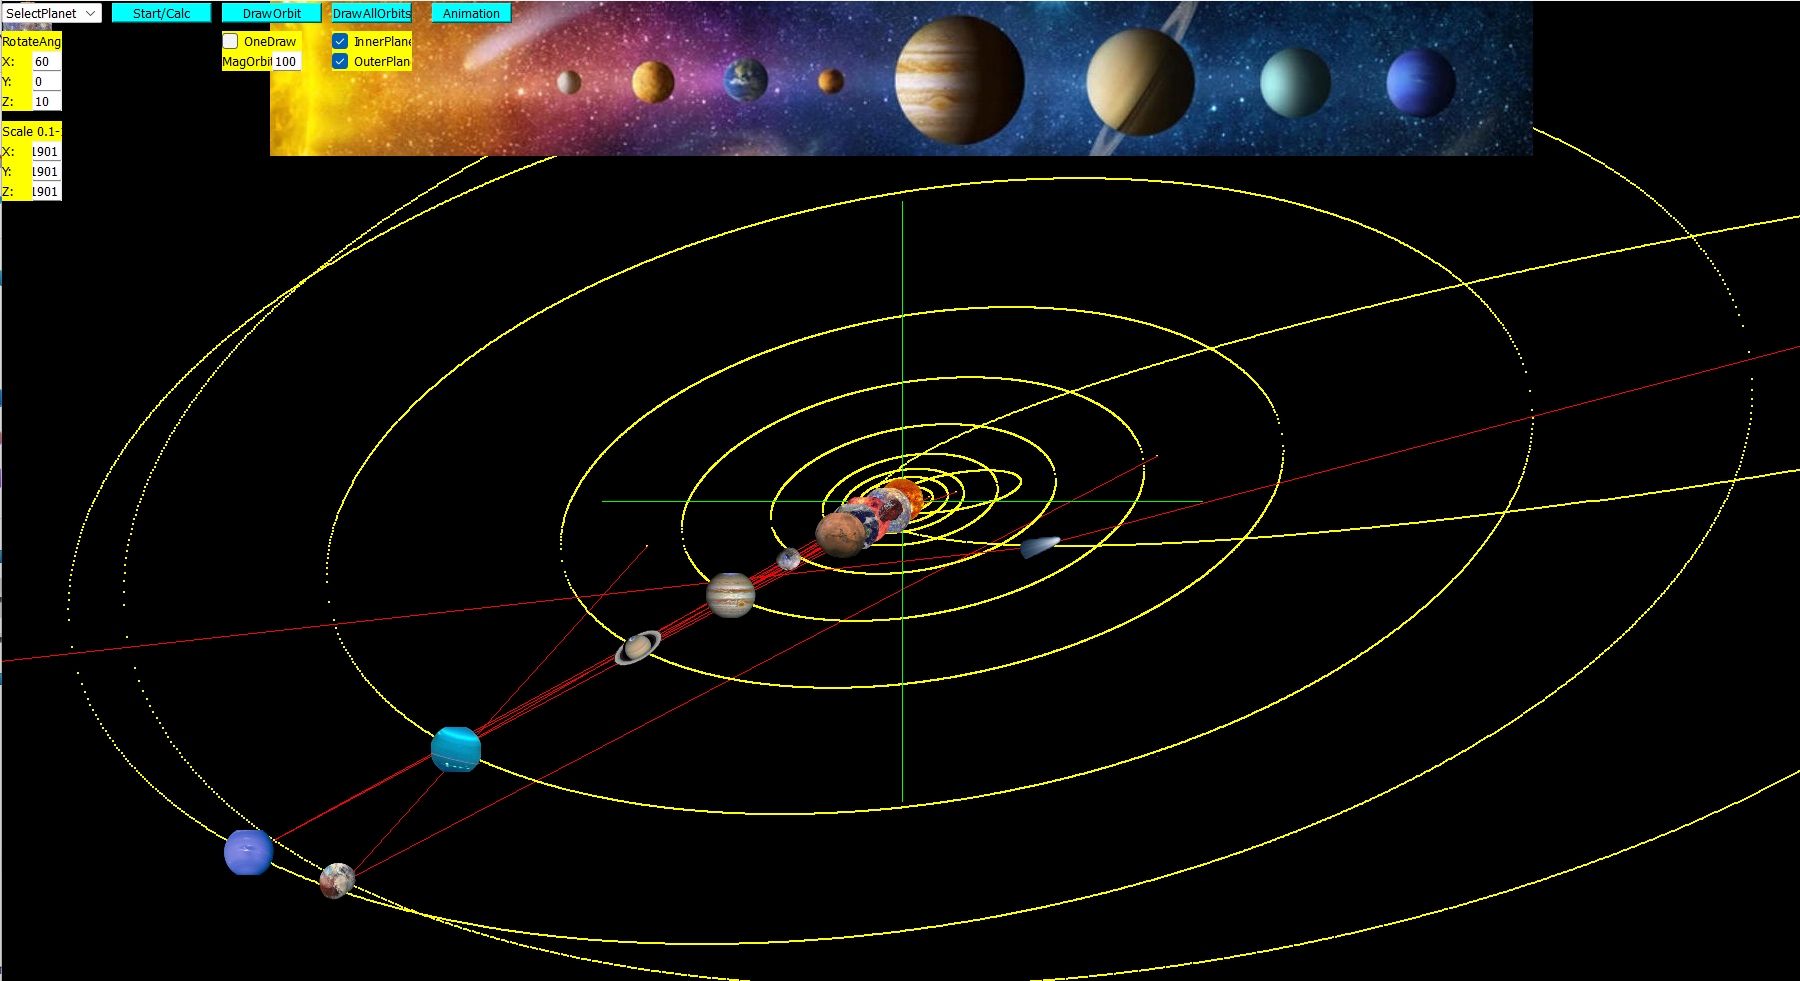 SelectPlanet Start/Calc DrawOrbit DrawAllOrbits Animation
RotateAng OneDraw InnerPlane
X: 60 MagOrbit 100 OuterPlan
Y: 0
Z: 10
Scale 0.1-
X: 1901
Y: 1901
Z: 1901